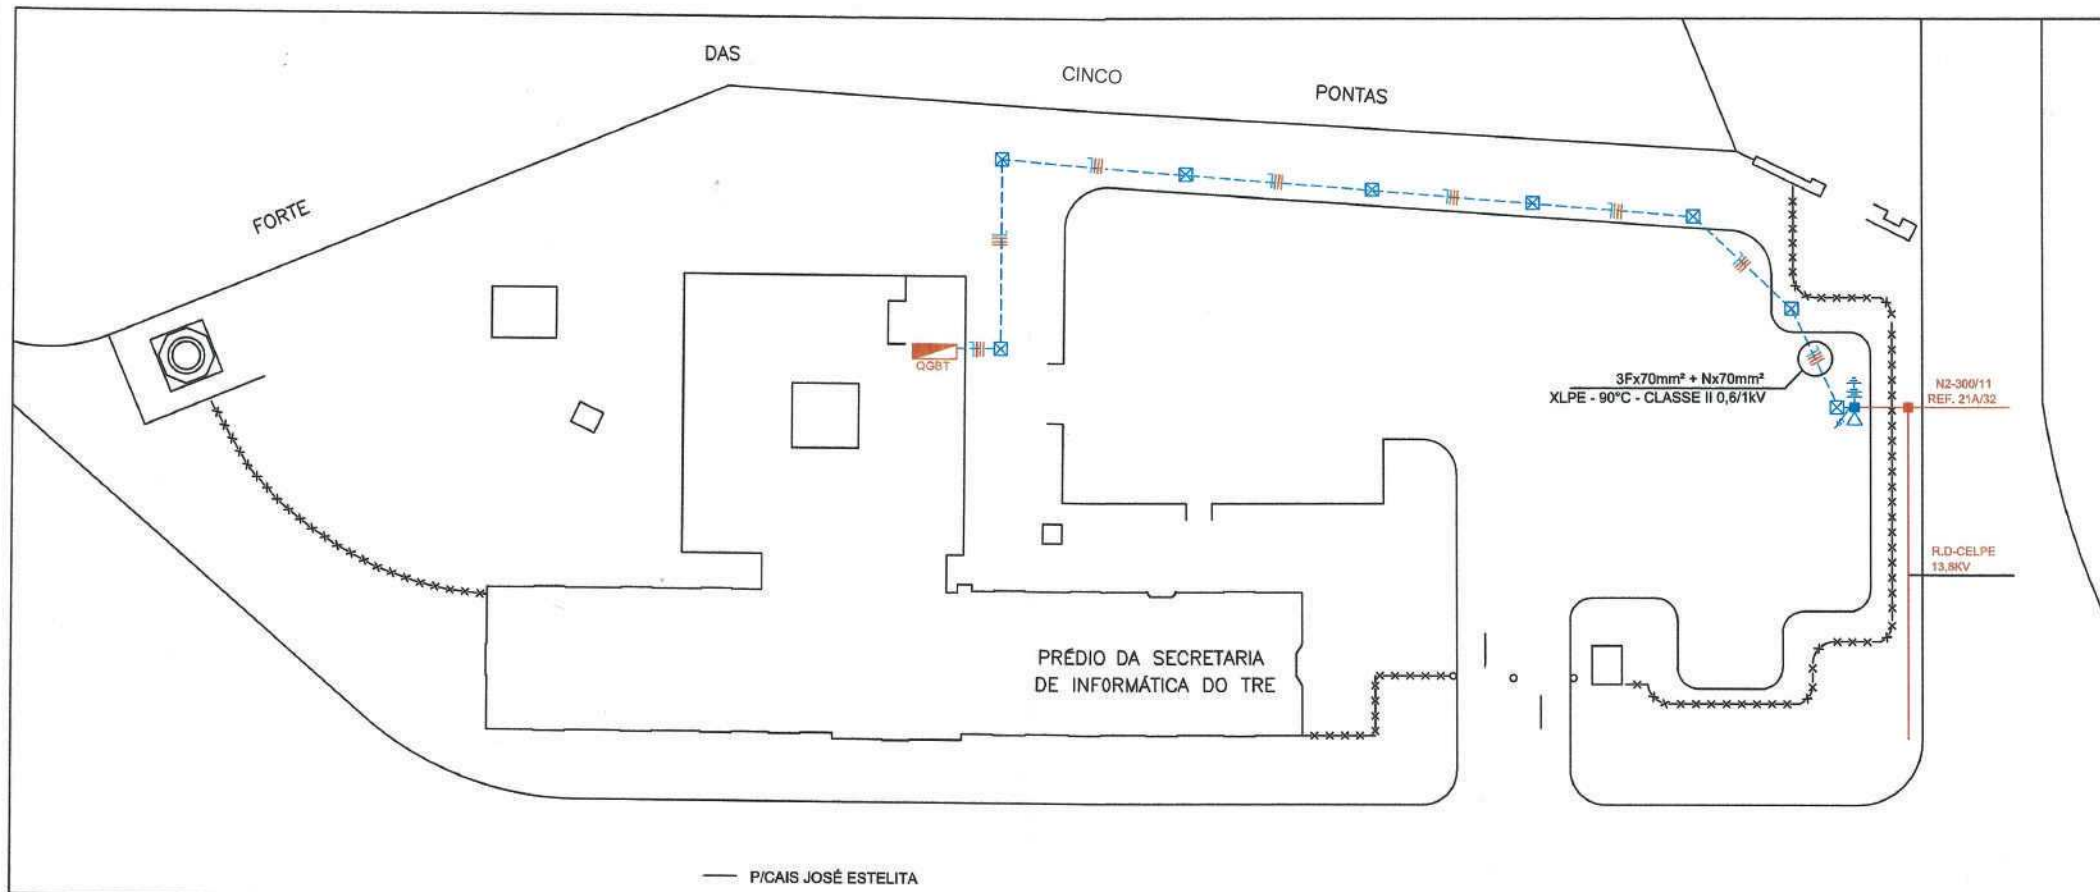 DAS
CINCO
PONTAS
FORTE
QGBT
3Fx70mm² + Nx70mm²
XLPE - 90°C - CLASSE II 0,6/1kV
N2-300/11
REF. 21A/32
R.D-CELPE
13,8KV
PRÉDIO DA SECRETARIA
DE INFORMÁTICA DO TRE
P/CAIS JOSÉ ESTELITA